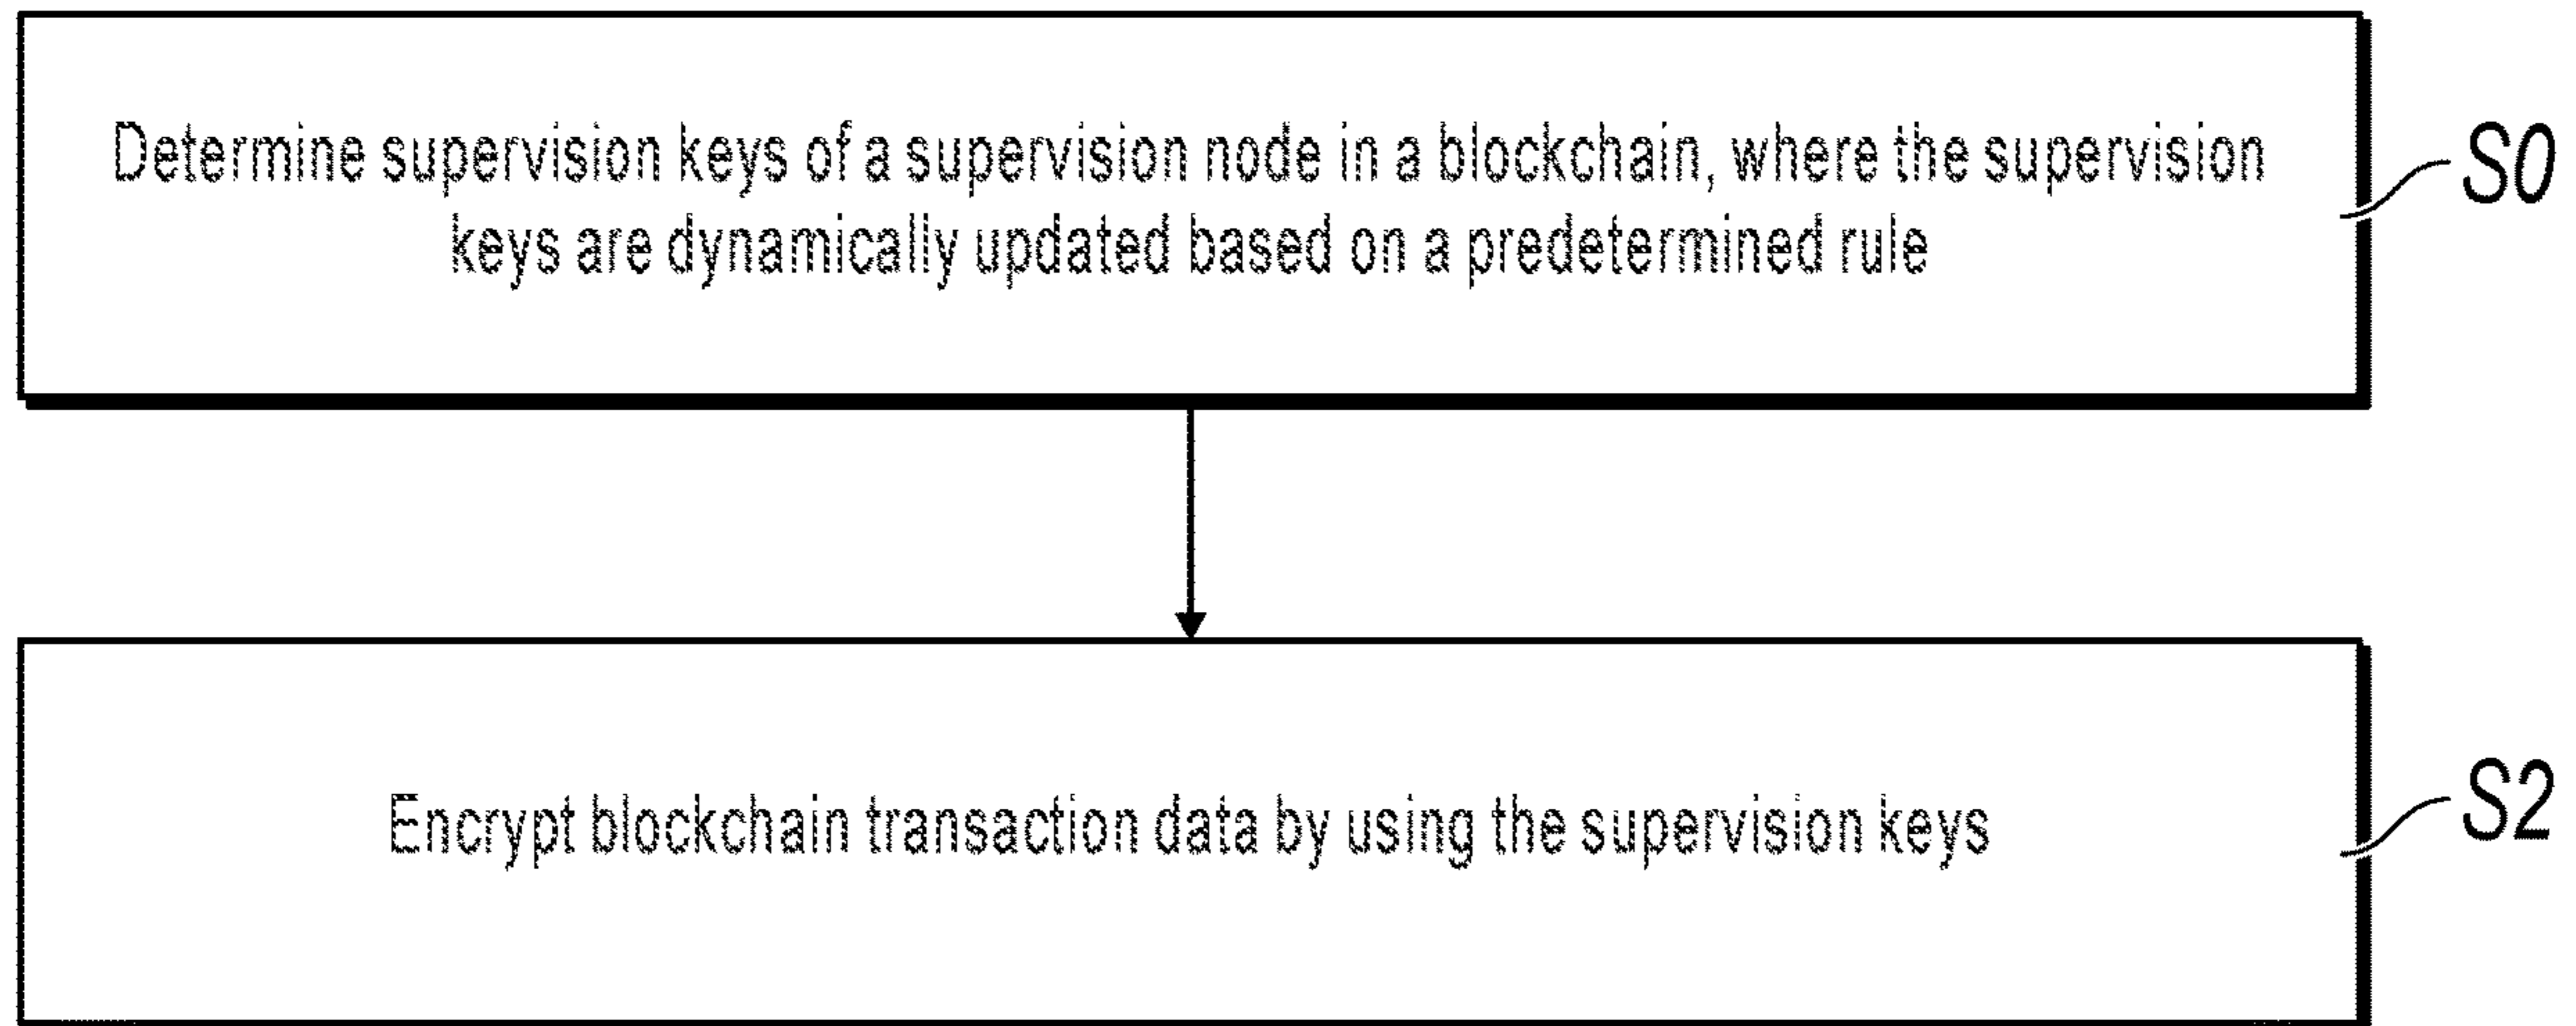 Determine supervision keys of a supervision node in a blockchain, where the supervision
keys are dynamically updated based on a predetermined rule
S0
Encrypt blockchain transaction data by using the supervision keys
S2